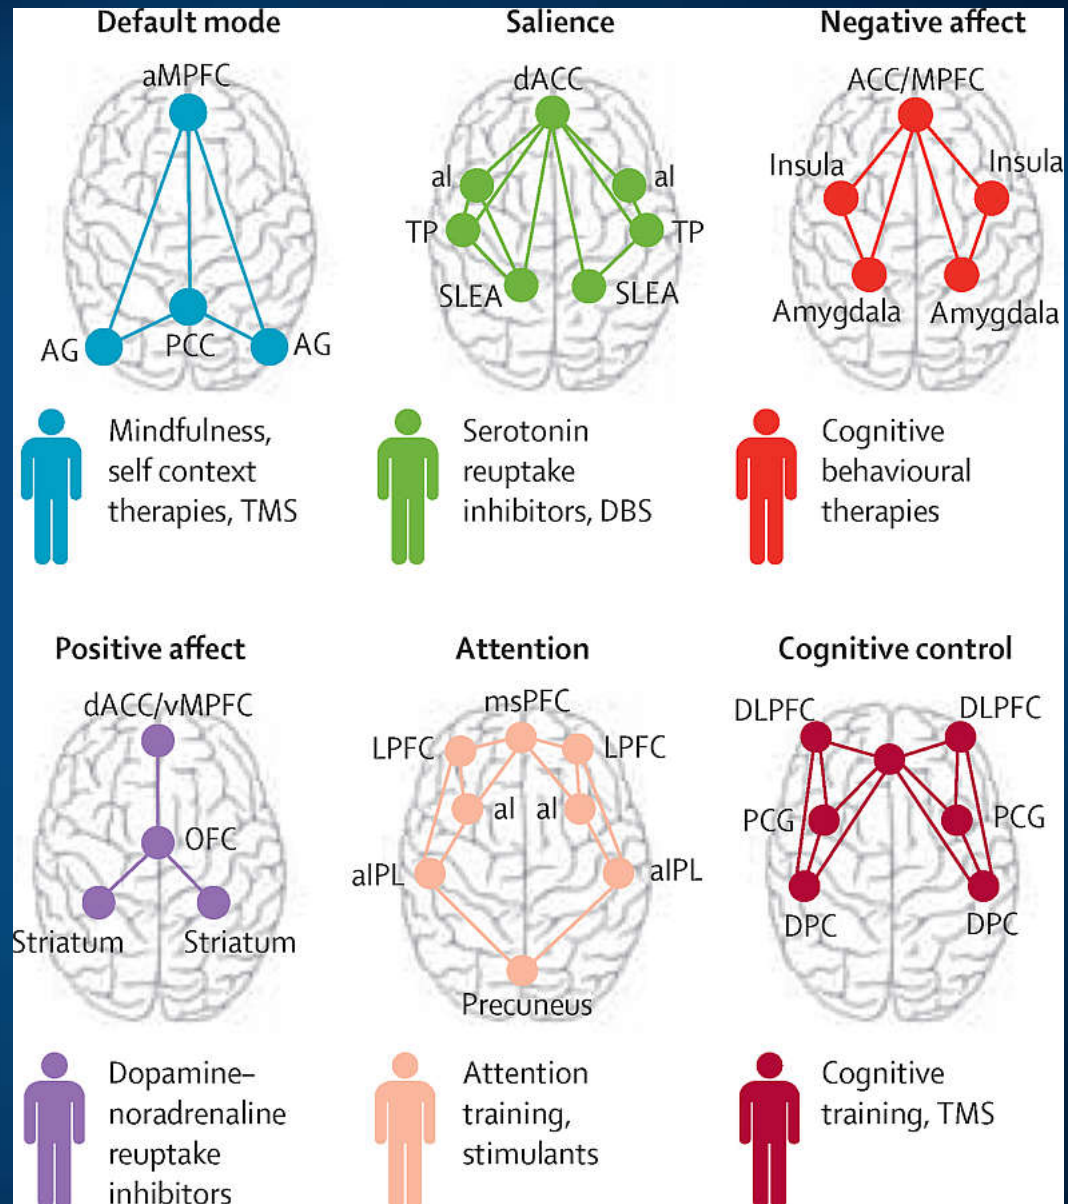 Default mode
aMPFC
AG
PCC
AG
Mindfulness,
self context
therapies, TMS
Salience
dACC
aI
aI
TP
TP
SLEA
SLEA
Serotonin
reuptake
inhibitors, DBS
Negative affect
ACC/MPFC
Insula
Insula
Amygdala
Amygdala
Cognitive
behavioural
therapies
Positive affect
dACC/vMPFC
OFC
Striatum
Striatum
Dopamine–
noradrenaline
reuptake
inhibitors
Attention
msPFC
LPFC
LPFC
aI
aI
aIPL
aIPL
Precuneus
Attention
training,
stimulants
Cognitive control
DLPFC
DLPFC
PCG
PCG
DPC
DPC
Cognitive
training, TMS